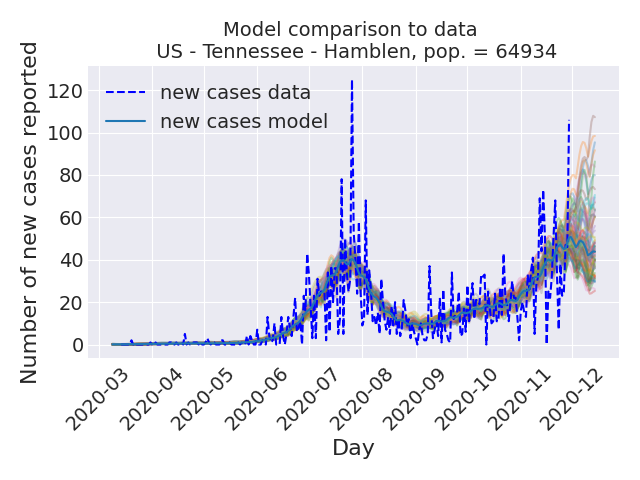 Model comparison to data
US - Tennessee - Hamblen, pop. = 64934
Number of new cases reported
120
100
80
60
40
20
0
new cases data
new cases model
2020-03
2020-04
2020-05
2020-06
2020-07
2020-08
2020-09
2020-10
2020-11
2020-12
Day